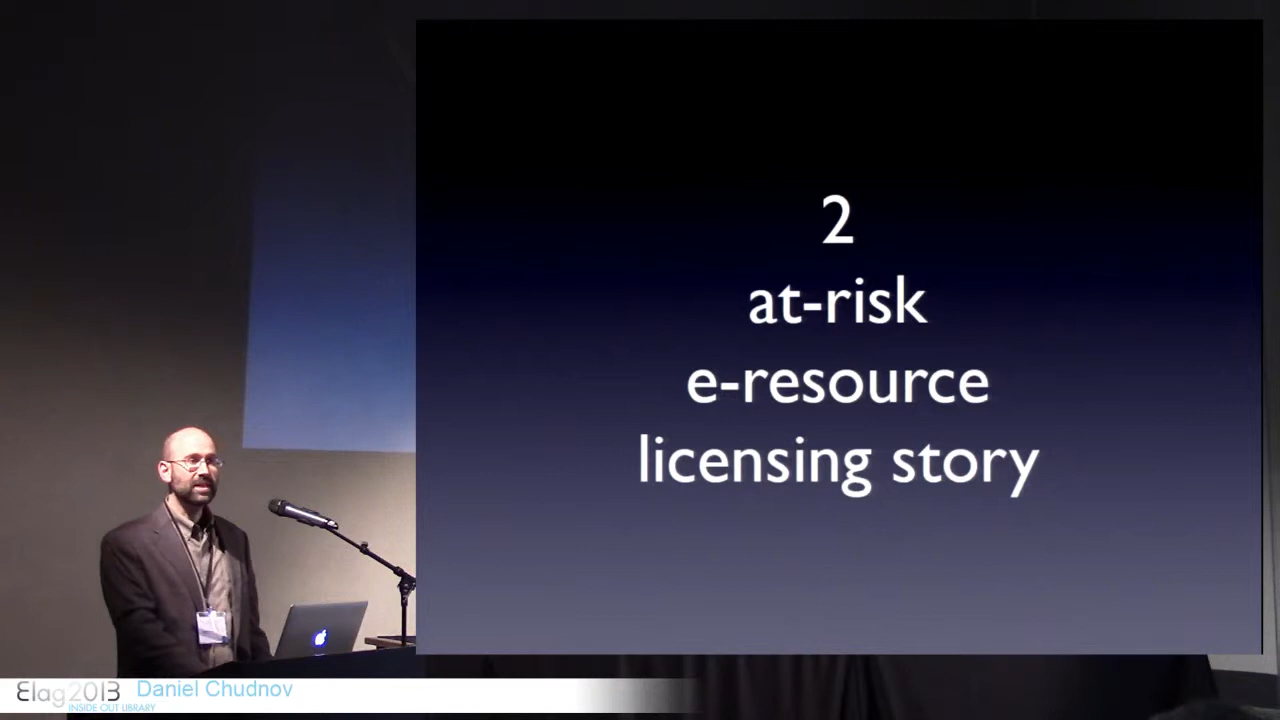 2
at-risk
e-resource
licensing story
Elag2013 Daniel Chudnov
INSIDE OUT LIBRARY